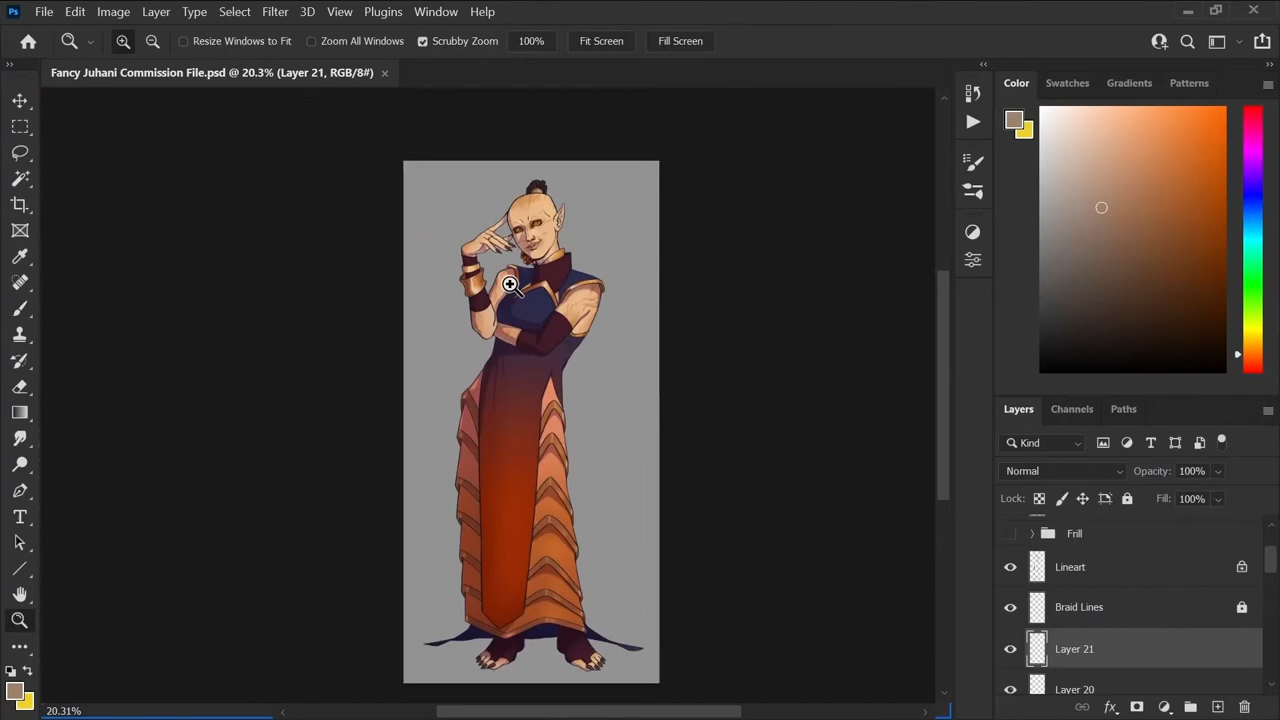 Ps File Edit Image Layer Type Select Filter 3D View Plugins Window Help
Resize Windows to Fit Zoom All Windows Scrubby Zoom 100% Fit Screen Fill Screen
Fancy Juhani Commission File.psd @ 20.3% (Layer 21, RGB/8#)
Color Swatches Gradients Patterns
Layers Channels Paths
Kind
Normal Opacity: 100%
Lock: Fill: 100%
Frill
Lineart
Braid Lines
Layer 21
Layer 20
20.31%